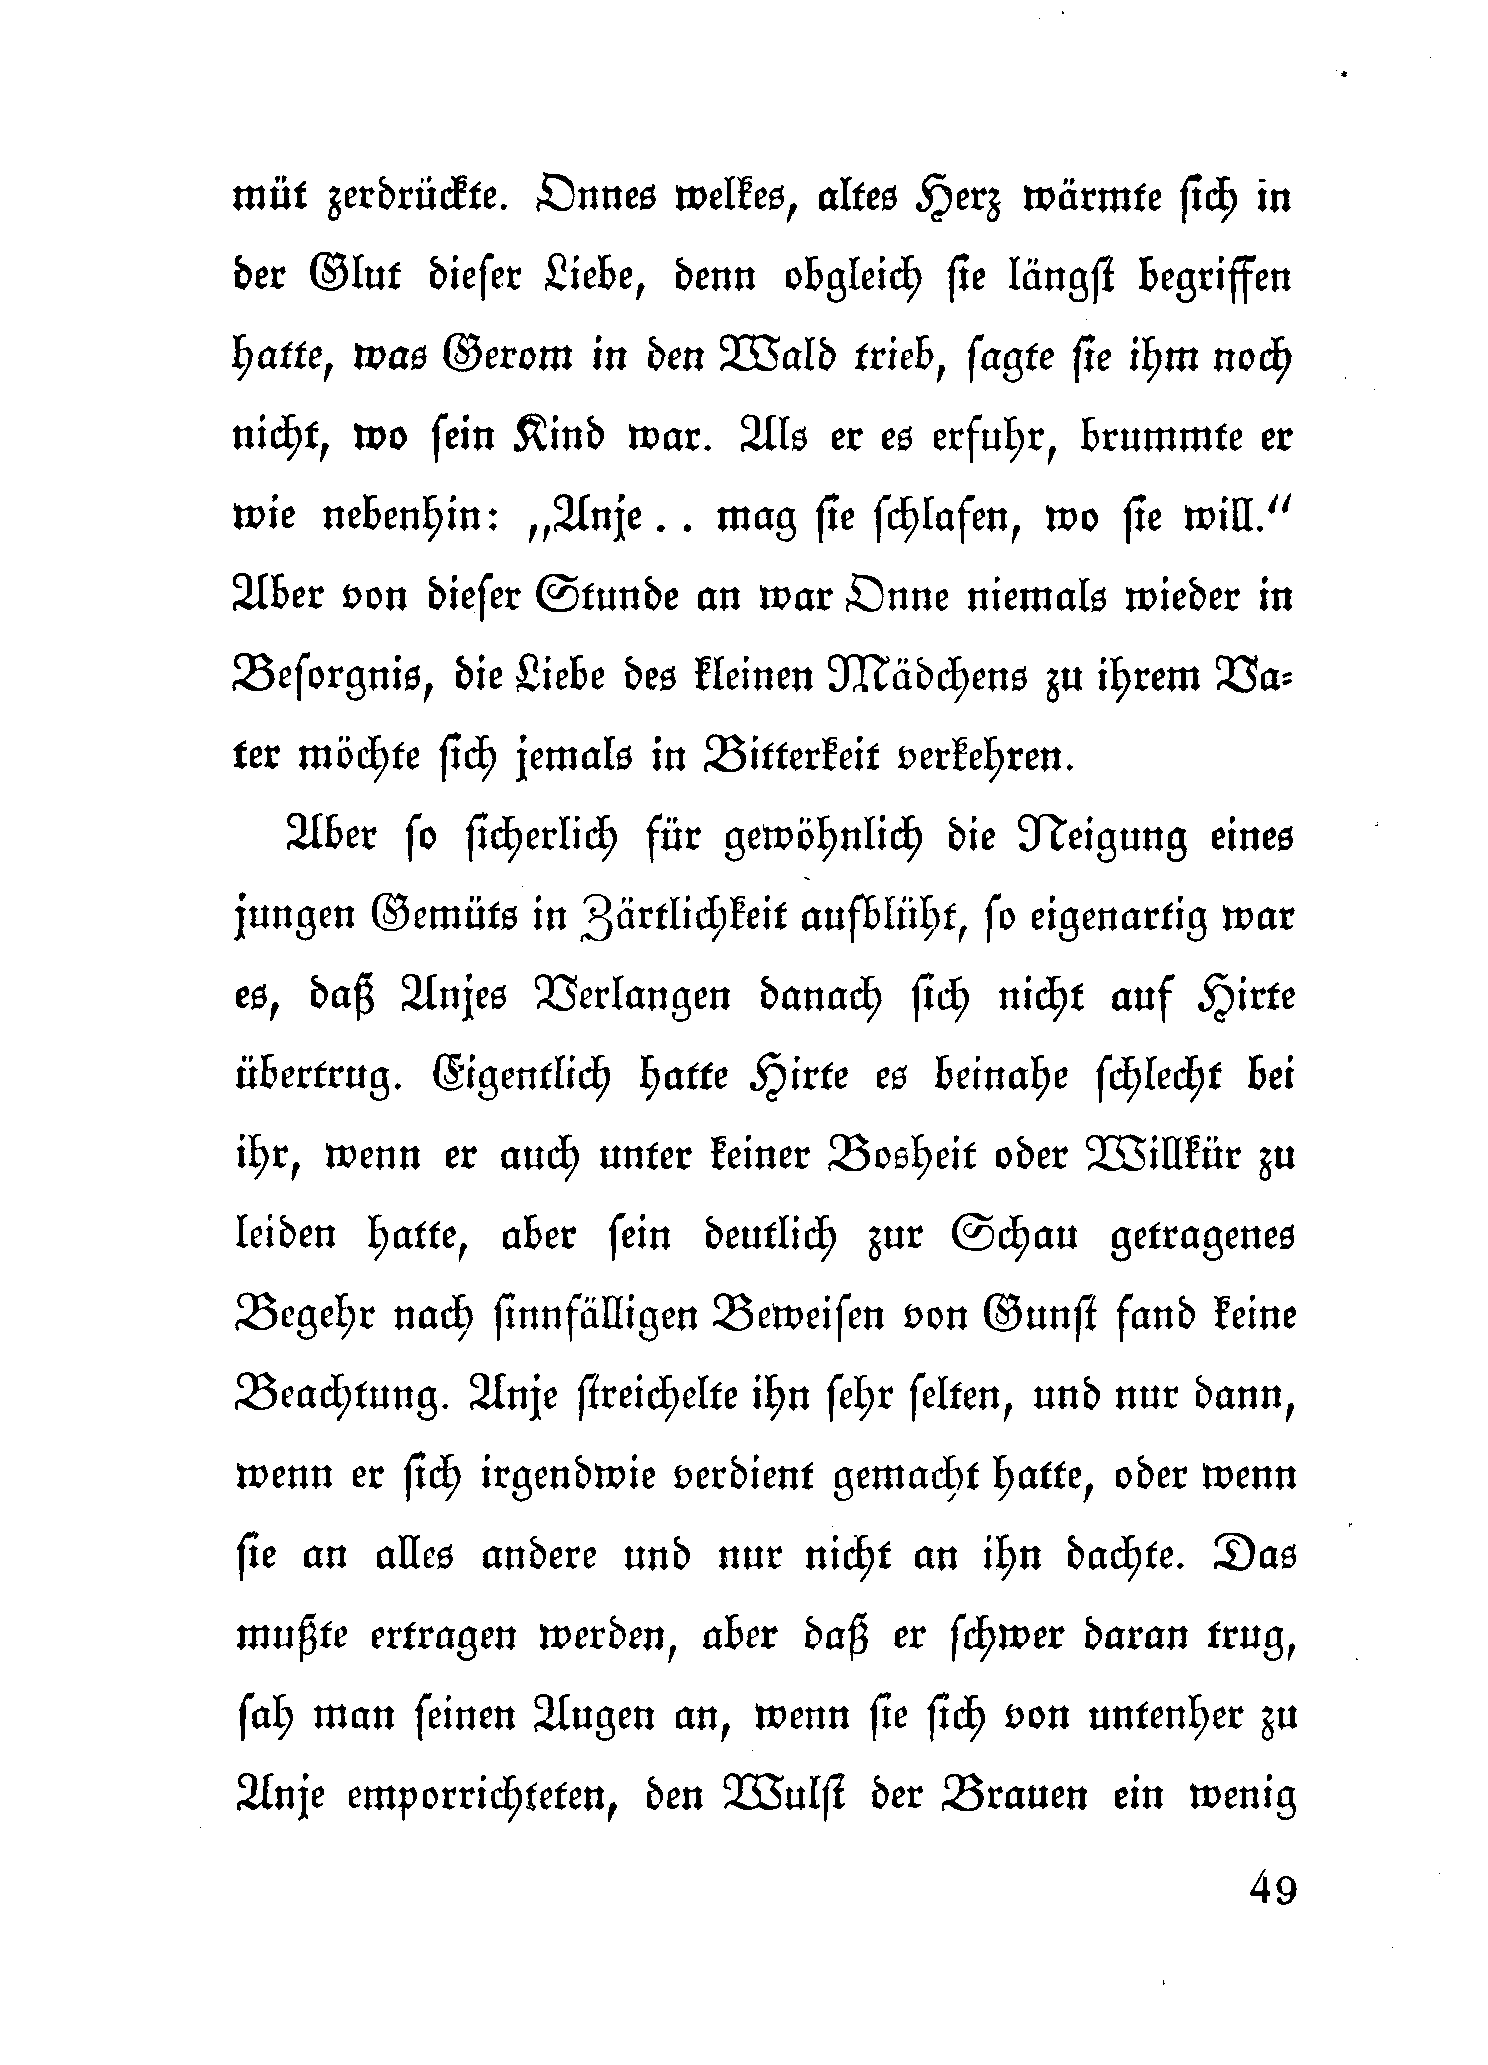 müt zerdrückte. Onnes welkes, altes Herz wärmte ſich in
der Glut dieſer Liebe, denn obgleich ſie längſt begriffen
hatte, was Gerom in den Wald trieb, ſagte ſie ihm noch
nicht, wo ſein Kind war. Als er es erfuhr, brummte er
wie nebenhin: „Anje . . mag ſie ſchlafen, wo ſie will.“
Aber von dieſer Stunde an war Onne niemals wieder in
Beſorgnis, die Liebe des kleinen Mädchens zu ihrem Va-
ter möchte ſich jemals in Bitterkeit verkehren.
Aber ſo ſicherlich für gewöhnlich die Neigung eines
jungen Gemüts in Zärtlichkeit aufblüht, ſo eigenartig war
es, daß Anjes Verlangen danach ſich nicht auf Hirte
übertrug. Eigentlich hatte Hirte es beinahe ſchlecht bei
ihr, wenn er auch unter keiner Bosheit oder Willkür zu
leiden hatte, aber ſein deutlich zur Schau getragenes
Begehr nach ſinnfälligen Beweiſen von Gunſt fand keine
Beachtung. Anje ſtreichelte ihn ſehr ſelten, und nur dann,
wenn er ſich irgendwie verdient gemacht hatte, oder wenn
ſie an alles andere und nur nicht an ihn dachte. Das
mußte ertragen werden, aber daß er ſchwer daran trug,
ſah man ſeinen Augen an, wenn ſie ſich von untenher zu
Anje emporrichteten, den Wulſt der Brauen ein wenig
49